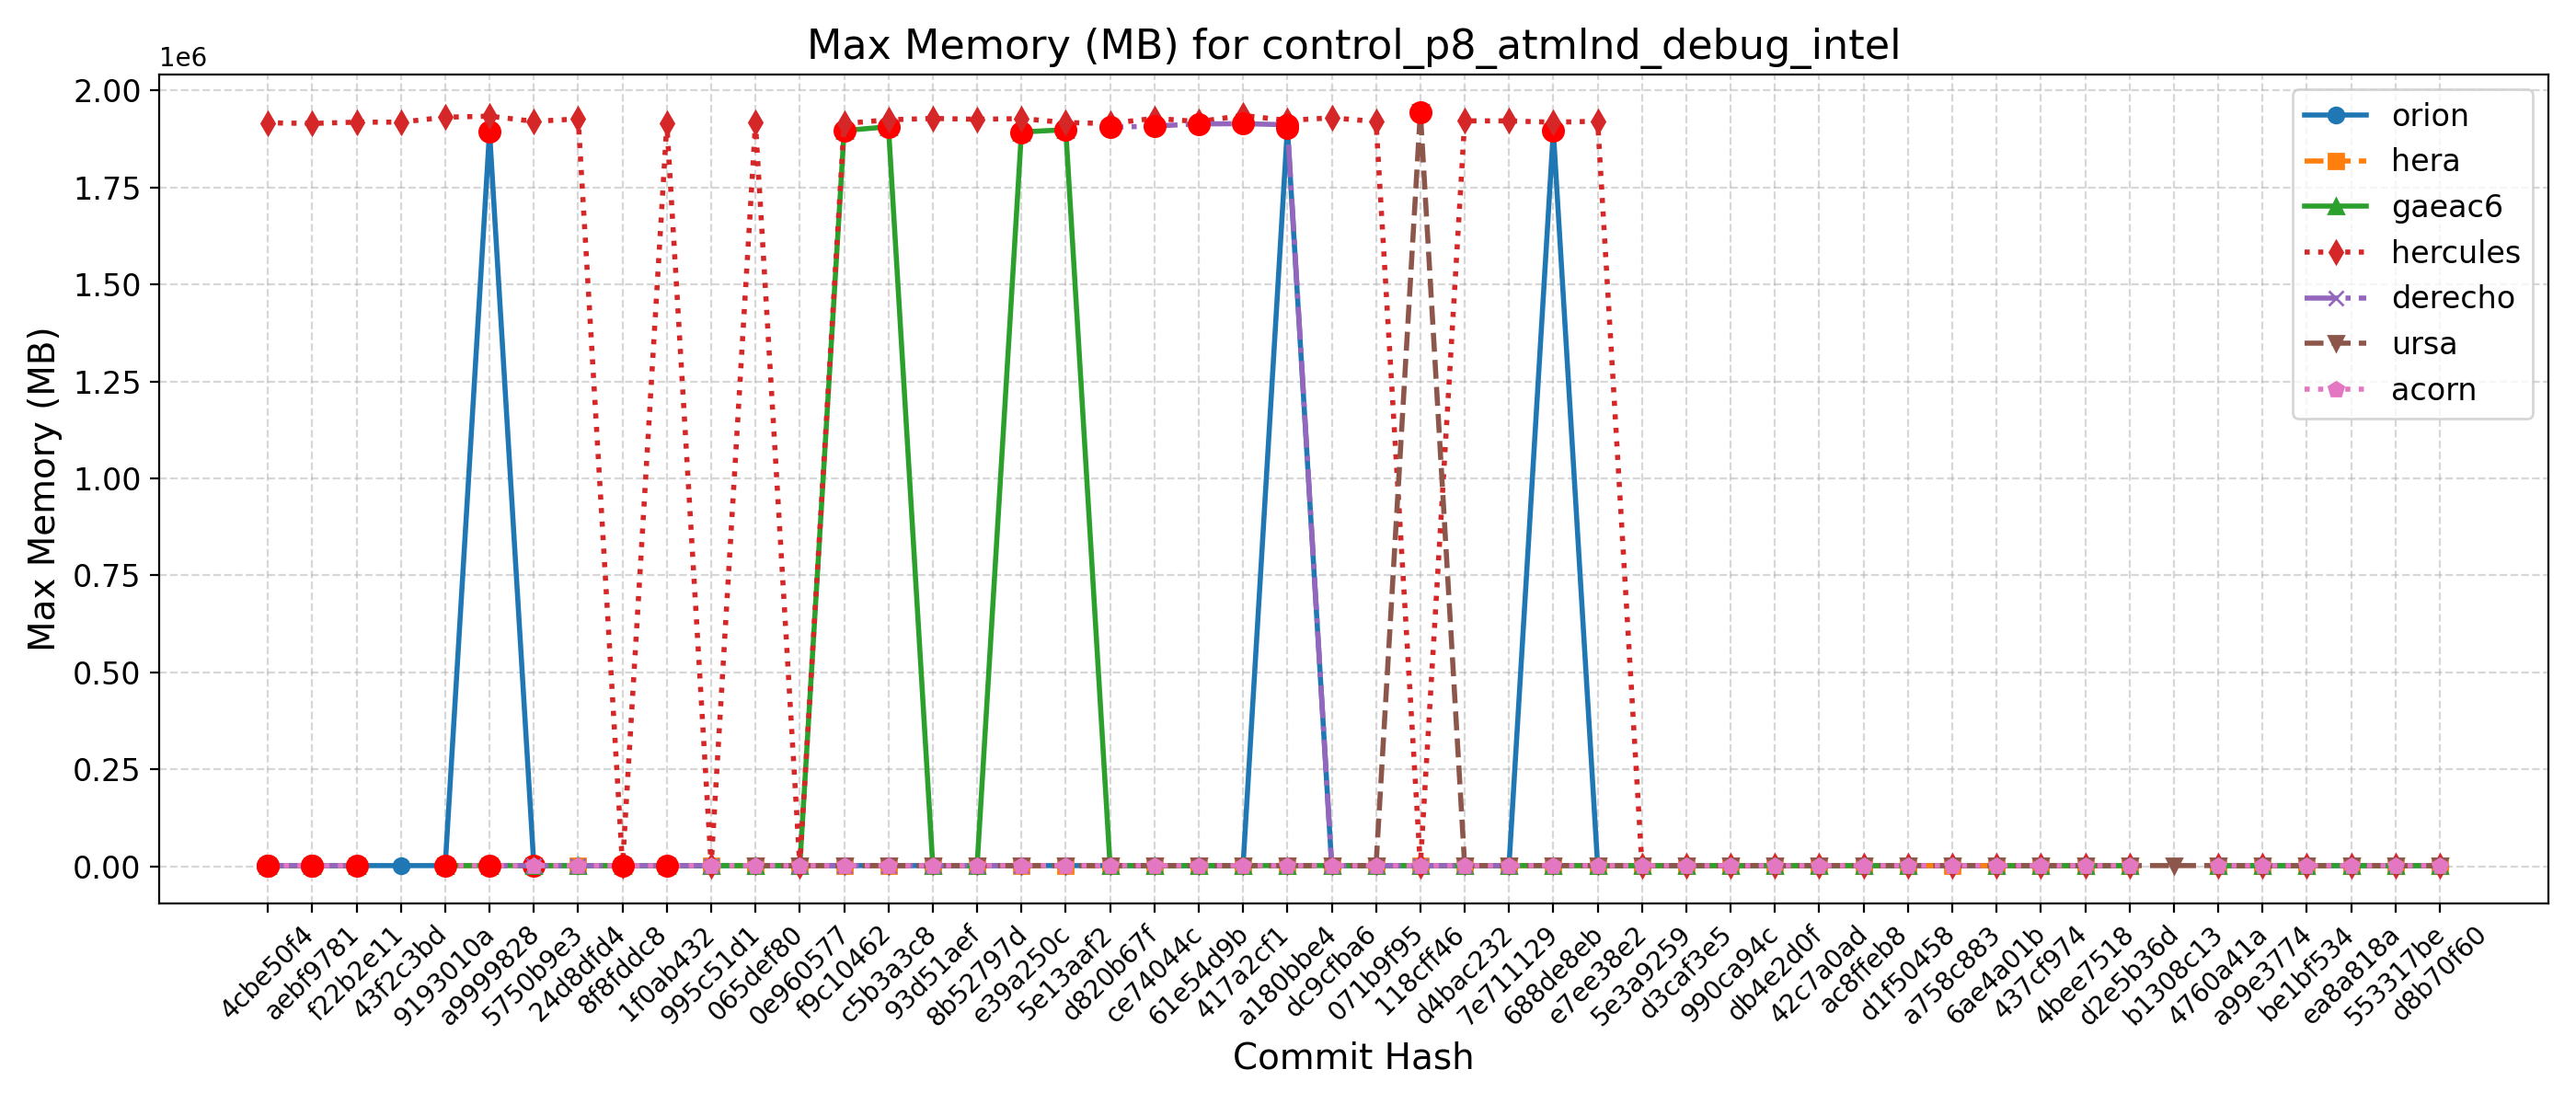 Max Memory (MB) for control_p8_atmlnd_debug_intel
1e6
2.00
1.75
1.50
1.25
1.00
0.75
0.50
0.25
0.00
Max Memory (MB)
orion
hera
gaeac6
hercules
derecho
ursa
acorn
4cbe50f4
aebf9781
f22b2e11
43f2c3bd
9193010a
a9999828
5750b9e3
24d8dfd4
8f8fddc8
1f0ab432
995c51d1
065def80
0e960577
f9c10462
c5b3a3c8
93d51aef
8b52797d
e39a250c
5e13aaf2
d820b67f
ce74044c
61e54d9b
417a2cf1
a180bbe4
dc9cfba6
071b9f95
118cff46
d4bac232
7e711129
688de8eb
e7ee38e2
5e3a9259
d3caf3e5
990ca94c
db4e2d0f
42c7a0ad
ac8ffeb8
d1f50458
a758c883
6ae4a01b
437cf974
4bee7518
d2e5b36d
b1308c13
4760a41a
a99e3774
be1bf534
ea8a818a
553317be
d8b70f60
Commit Hash